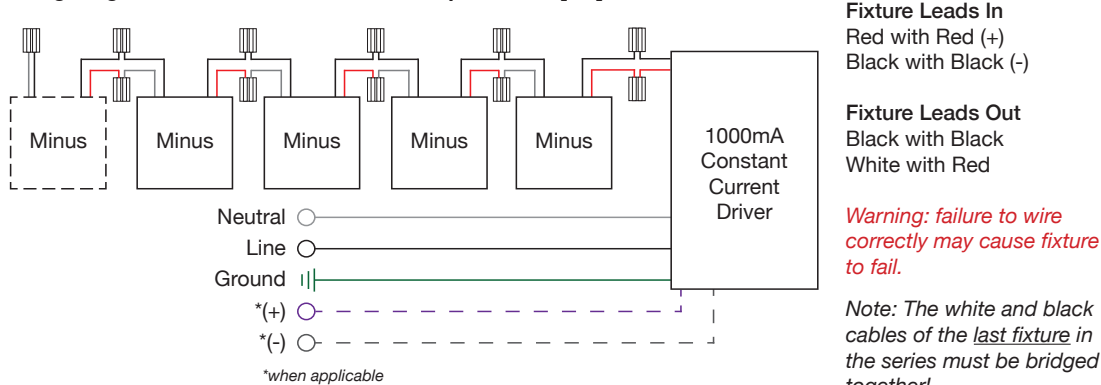 Minus
Minus
Minus
Minus
Minus
1000mA
Constant
Current
Driver
Neutral
Line
Ground
*(+)
*(-)
*when applicable
Fixture Leads In
Red with Red (+)
Black with Black (-)
Fixture Leads Out
Black with Black
White with Red
Warning: failure to wire
correctly may cause fixture
to fail.
Note: The white and black
cables of the last fixture in
the series must be bridged
together!